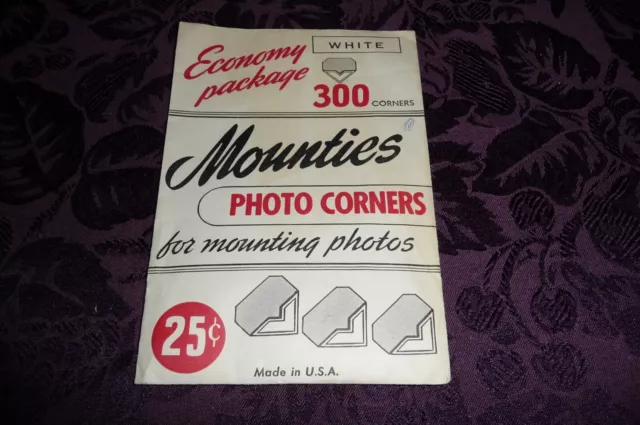 Economy
package
WHITE
300 CORNERS
Mounties
PHOTO CORNERS
for mounting photos
25¢
Made in U.S.A.